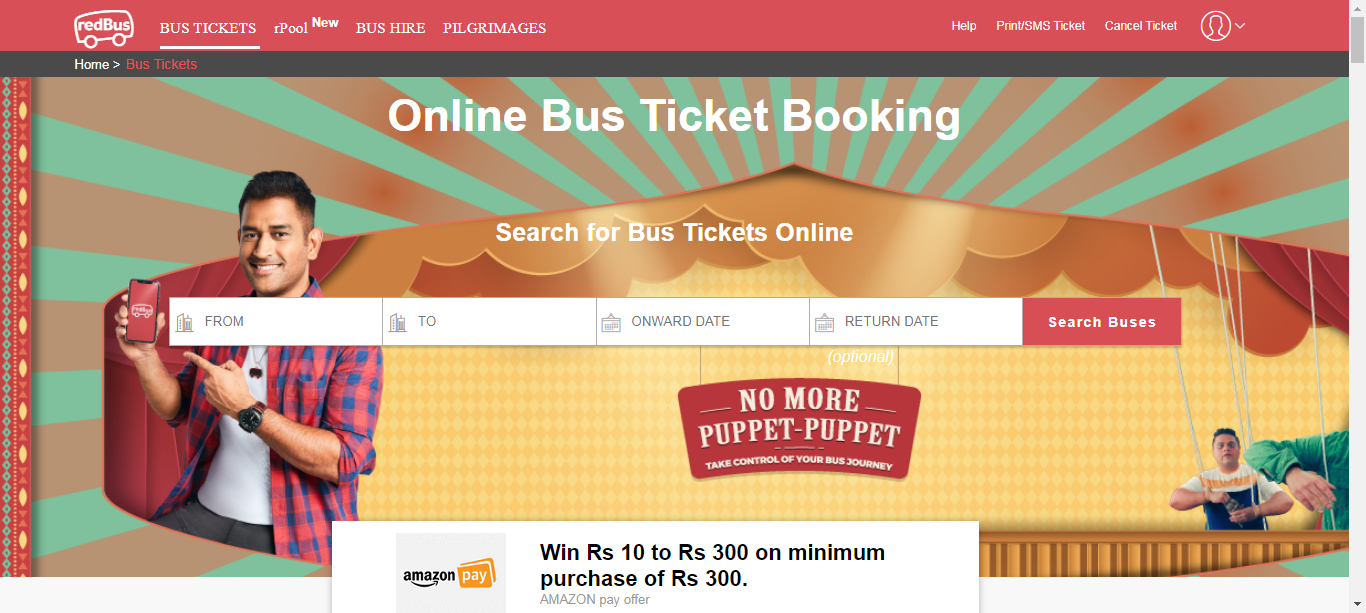 redBus
BUS TICKETS
rPool New
BUS HIRE
PILGRIMAGES
Help
Print/SMS Ticket
Cancel Ticket
Home > Bus Tickets
Online Bus Ticket Booking
Search for Bus Tickets Online
redBus
FROM
TO
ONWARD DATE
RETURN DATE
Search Buses
(optional)
NO MORE
PUPPET-PUPPET
TAKE CONTROL OF YOUR BUS JOURNEY
amazon pay
Win Rs 10 to Rs 300 on minimum
purchase of Rs 300.
AMAZON pay offer